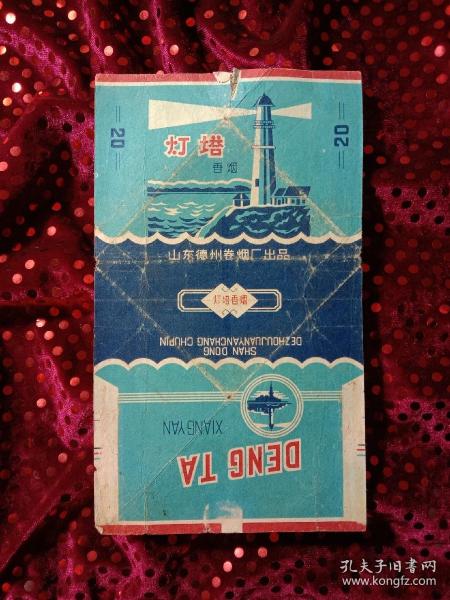 20
20
灯塔
香烟
山东德州卷烟厂出品
灯塔香烟
SHAN DONG
DEZHOUJUANYANCHANG CHUPIN
XIANGYAN
DENG TA
孔夫子旧书网
www.kongfz.com